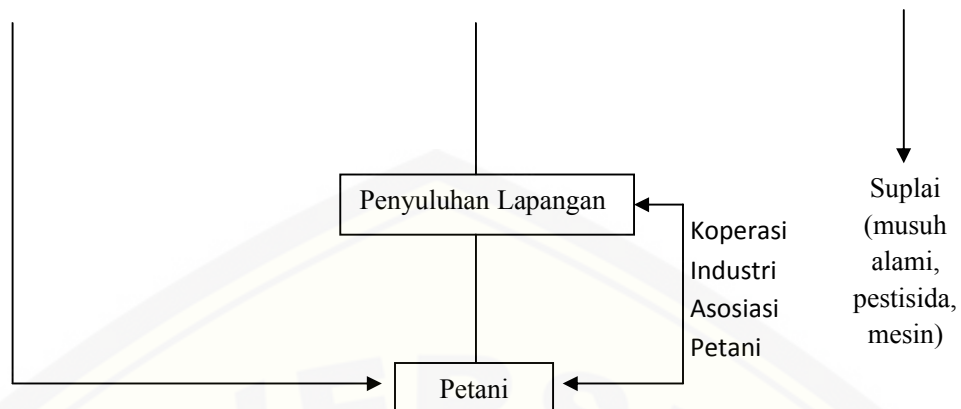 Penyuluhan Lapangan
Koperasi
Industri
Asosiasi
Petani
Suplai
(musuh
alami,
pestisida,
mesin)
Petani